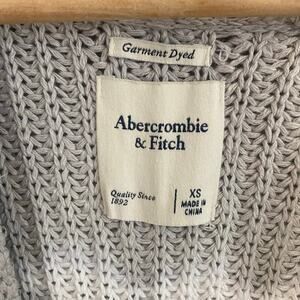 Garment Dyed
Abercrombie
& Fitch
Quality Since
1892
XS
MADE IN
CHINA